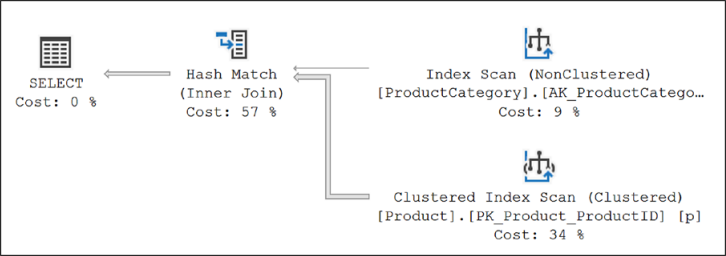 SELECT
Cost: 0 %
Hash Match
(Inner Join)
Cost: 57 %
Index Scan (NonClustered)
[ProductCategory].[AK_ProductCatego…
Cost: 9 %
Clustered Index Scan (Clustered)
[Product].[PK_Product_ProductID] [p]
Cost: 34 %